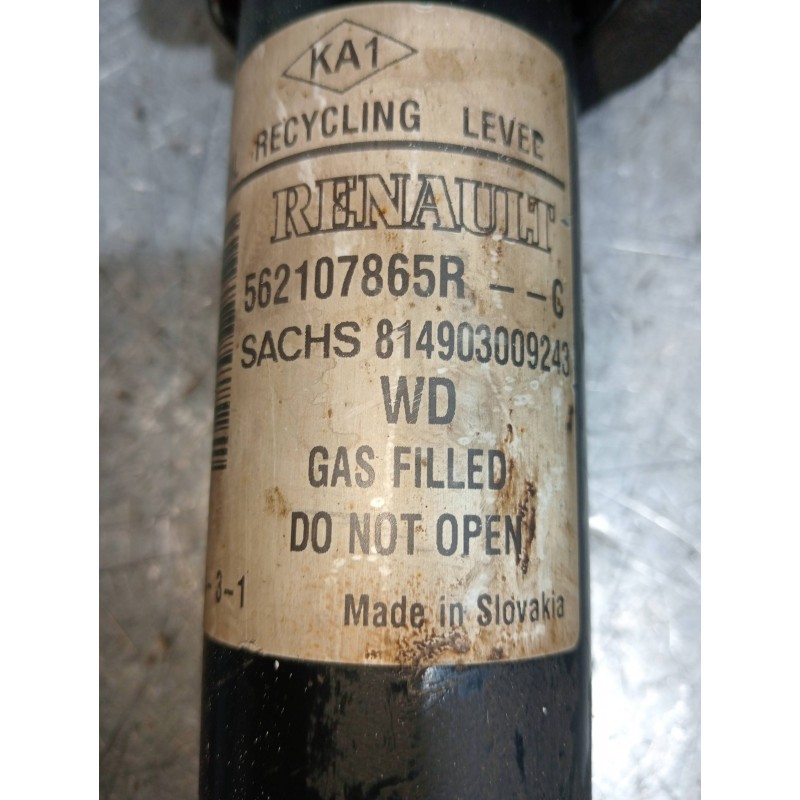 KA1
RECYCLING LEVEL
RENAULT
562107865R -- G
SACHS 814903009243
WD
GAS FILLED
DO NOT OPEN
-3-1
Made in Slovakia